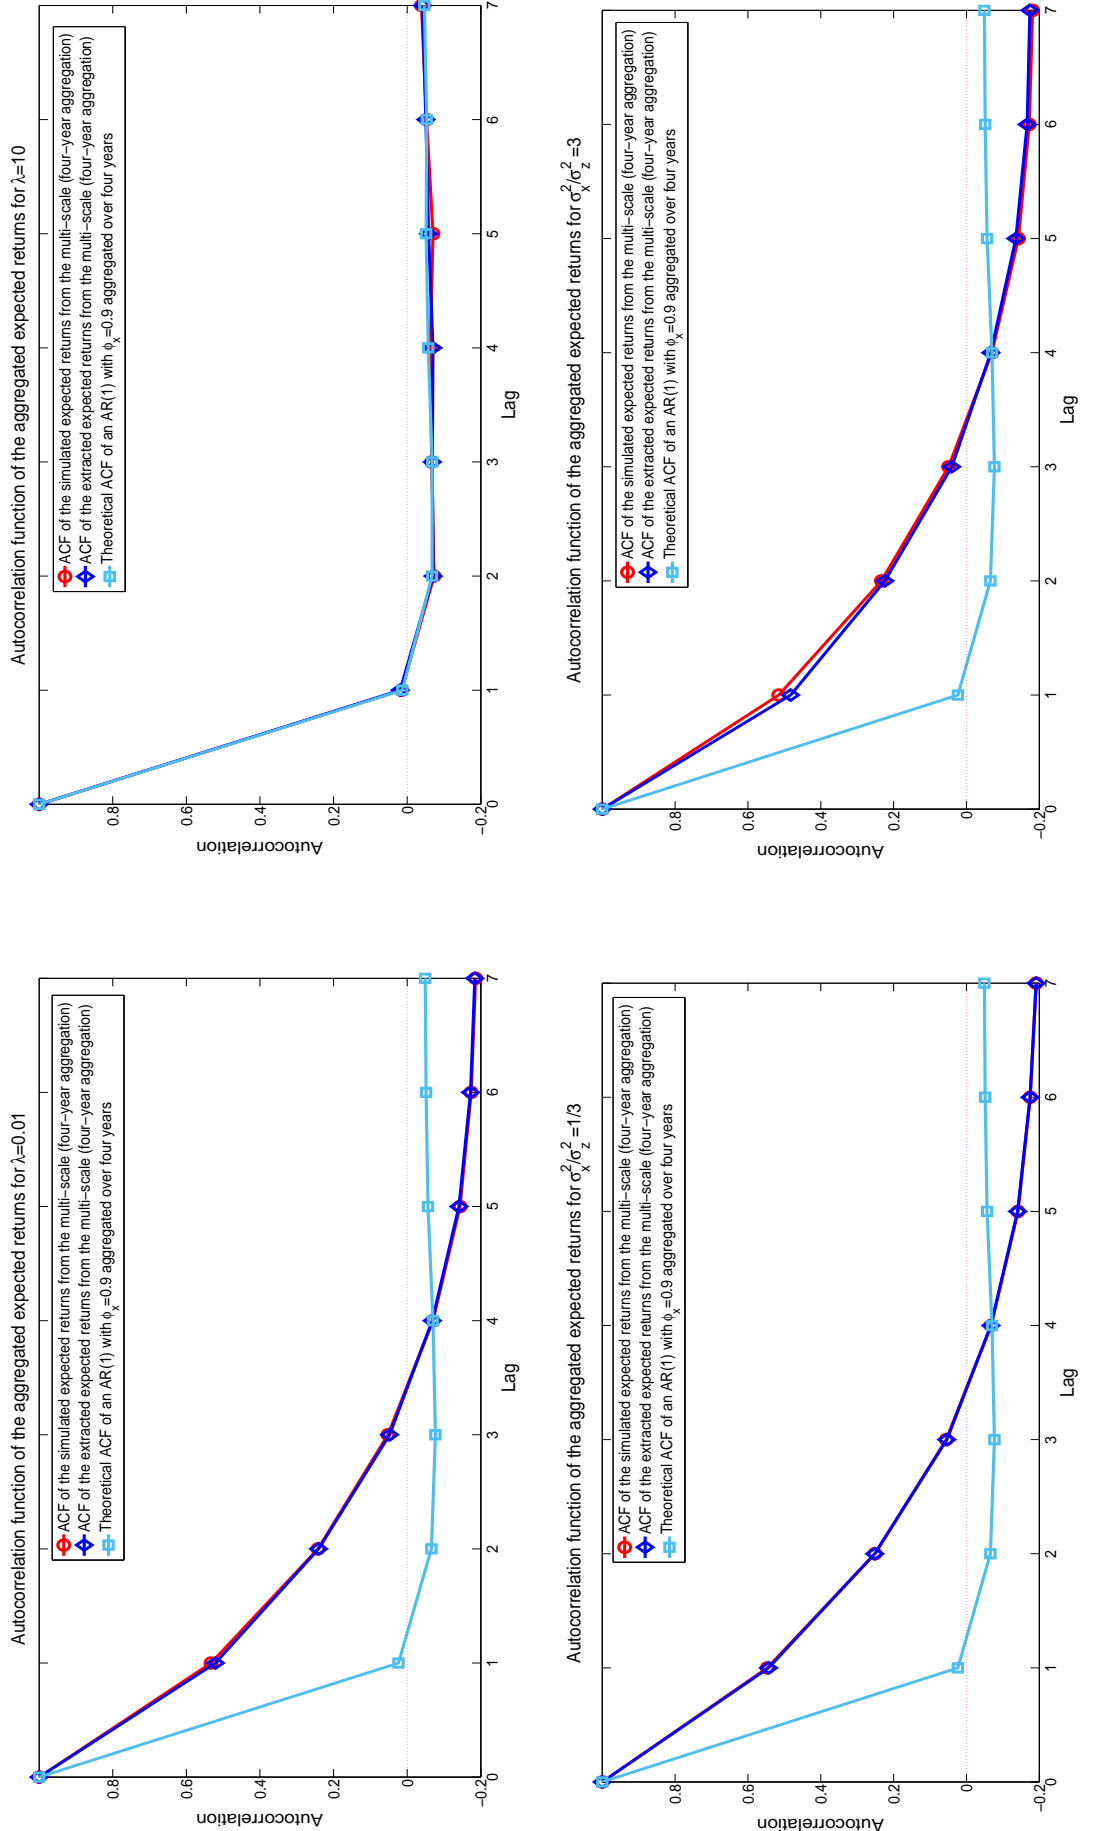 Autocorrelation function of the aggregated expected returns for λ=0.01
ACF of the simulated expected returns from the multi−scale (four−year aggregation)
ACF of the extracted expected returns from the multi−scale (four−year aggregation)
Theoretical ACF of an AR(1) with ϕx=0.9 aggregated over four years
Autocorrelation
0.8
0.6
0.4
0.2
0
−0.2
0 1 2 3 4 5 6 7
Lag
Autocorrelation function of the aggregated expected returns for λ=10
ACF of the simulated expected returns from the multi−scale (four−year aggregation)
ACF of the extracted expected returns from the multi−scale (four−year aggregation)
Theoretical ACF of an AR(1) with ϕx=0.9 aggregated over four years
Autocorrelation
0.8
0.6
0.4
0.2
0
−0.2
0 1 2 3 4 5 6 7
Lag
Autocorrelation function of the aggregated expected returns for σx²/σz²=1/3
ACF of the simulated expected returns from the multi−scale (four−year aggregation)
ACF of the extracted expected returns from the multi−scale (four−year aggregation)
Theoretical ACF of an AR(1) with ϕx=0.9 aggregated over four years
Autocorrelation
0.8
0.6
0.4
0.2
0
−0.2
0 1 2 3 4 5 6 7
Lag
Autocorrelation function of the aggregated expected returns for σx²/σz²=3
ACF of the simulated expected returns from the multi−scale (four−year aggregation)
ACF of the extracted expected returns from the multi−scale (four−year aggregation)
Theoretical ACF of an AR(1) with ϕx=0.9 aggregated over four years
Autocorrelation
0.8
0.6
0.4
0.2
0
−0.2
0 1 2 3 4 5 6 7
Lag